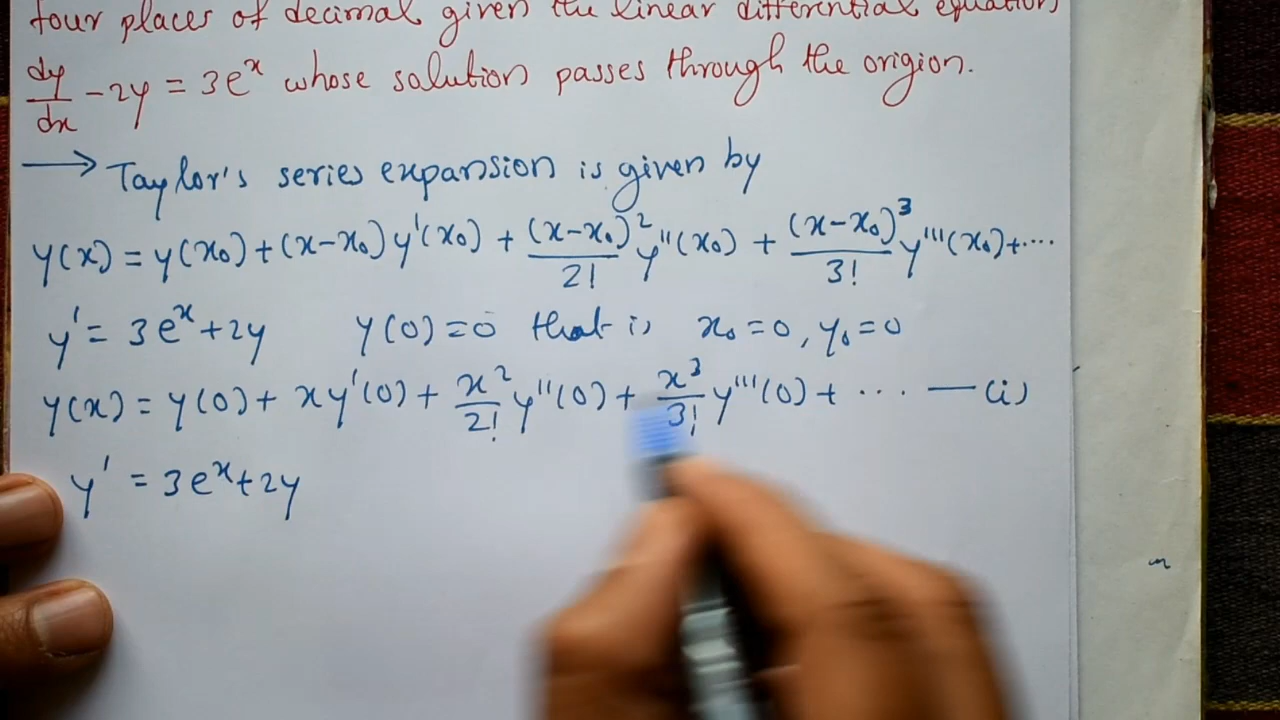 four places of decimal given the linear differential equation
dy/dx - 2y = 3e^x whose solution passes through the origion.
→ Taylor's series expansion is given by
y(x) = y(x₀) + (x-x₀) y'(x₀) + (x-x₀)²/2! y''(x₀) + (x-x₀)³/3! y'''(x₀) + ....
y' = 3e^x + 2y y(0) = 0 that is x₀ = 0, y₀ = 0
y(x) = y(0) + x y'(0) + x²/2! y''(0) + x³/3! y'''(0) + ... — (i)
y' = 3e^x + 2y